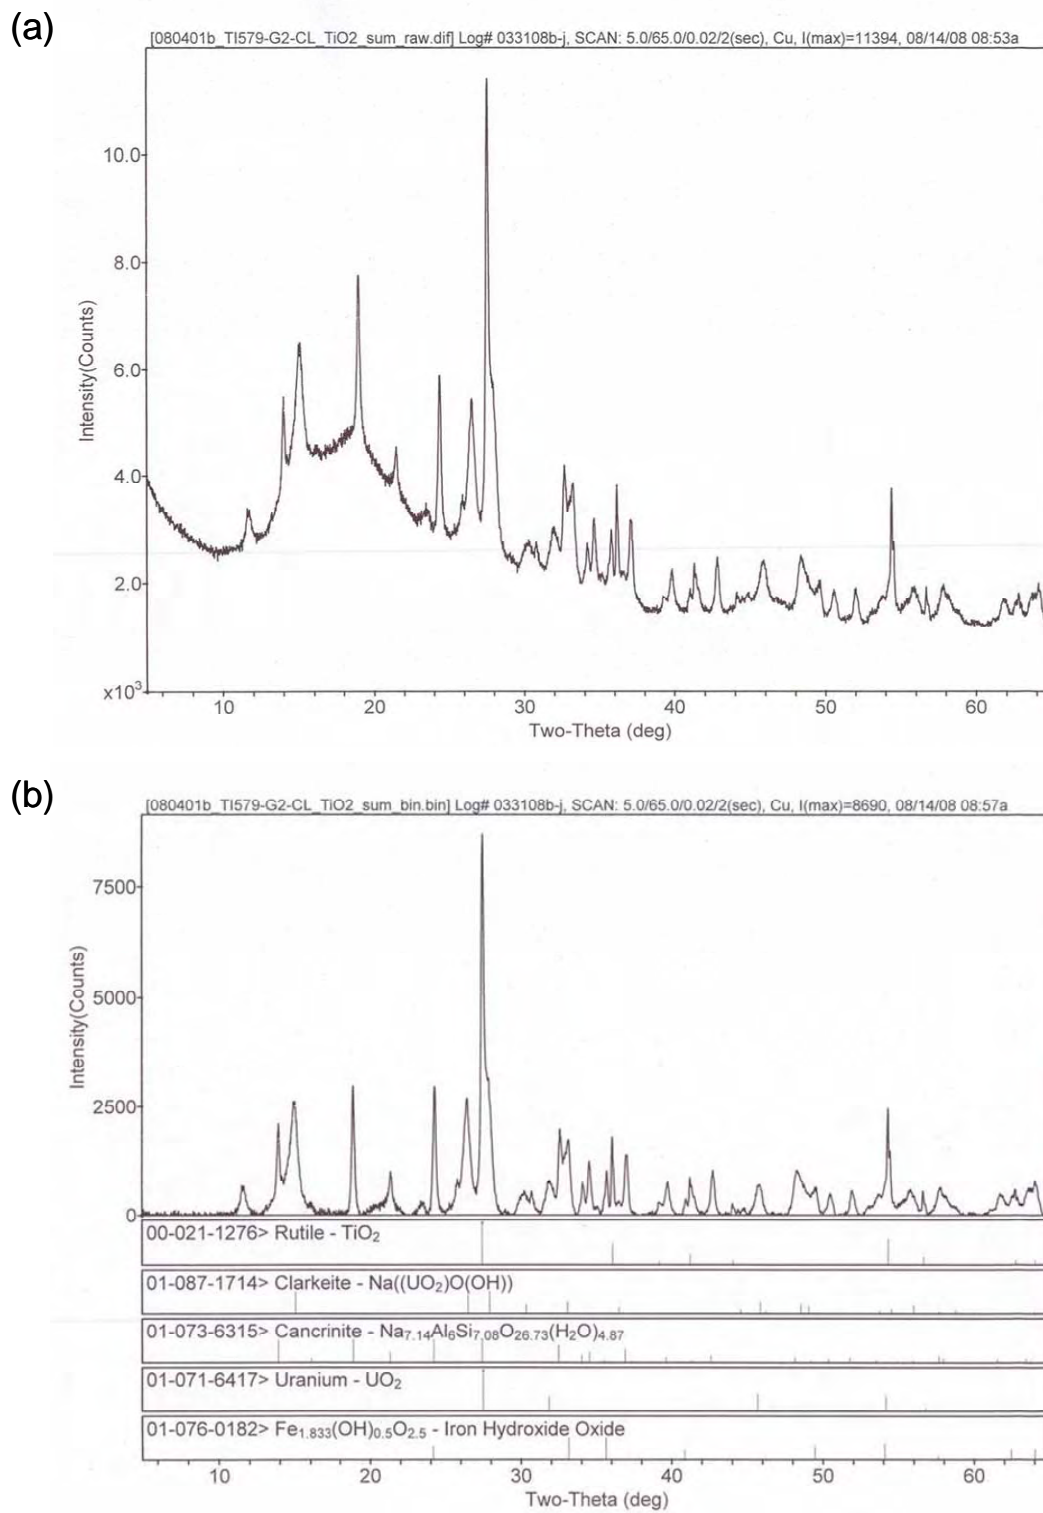 (a)
[080401b_TI579-G2-CL_TiO2_sum_raw.dif] Log# 033108b-j, SCAN: 5.0/65.0/0.02/2(sec), Cu, I(max)=11394, 08/14/08 08:53a
Intensity(Counts)
10.0
8.0
6.0
4.0
2.0
x10³
10 20 30 40 50 60
Two-Theta (deg)
(b)
[080401b_TI579-G2-CL_TiO2_sum_bin.bin] Log# 033108b-j, SCAN: 5.0/65.0/0.02/2(sec), Cu, I(max)=8690, 08/14/08 08:57a
Intensity(Counts)
7500
5000
2500
0
00-021-1276> Rutile - TiO₂
01-087-1714> Clarkeite - Na((UO₂)O(OH))
01-073-6315> Cancrinite - Na₇.₁₄Al₆Si₇.₀₈O₂₆.₇₃(H₂O)₄.₈₇
01-071-6417> Uranium - UO₂
01-076-0182> Fe₁.₈₃₃(OH)₀.₅O₂.₅ - Iron Hydroxide Oxide
10 20 30 40 50 60
Two-Theta (deg)